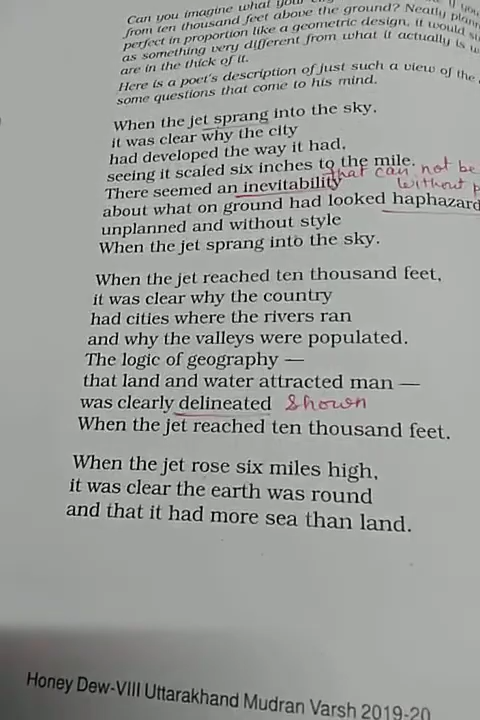 Can you imagine what your
from ten thousand feet above the ground? Neatly
perfect in proportion like a geometric design, it would
as something very different from what it actually is
are in the thick of it.
Here is a poet's description of just such a view of the
some questions that come to his mind.
When the jet sprang into the sky,
it was clear why the city
had developed the way it had,
seeing it scaled six inches to the mile.
that can not be
There seemed an inevitability
without
about what on ground had looked haphazard
unplanned and without style
When the jet sprang into the sky.
When the jet reached ten thousand feet,
it was clear why the country
had cities where the rivers ran
and why the valleys were populated.
The logic of geography —
that land and water attracted man —
was clearly delineated shown
When the jet reached ten thousand feet.
When the jet rose six miles high,
it was clear the earth was round
and that it had more sea than land.
Honey Dew-VIII Uttarakhand Mudran Varsh 2019-20